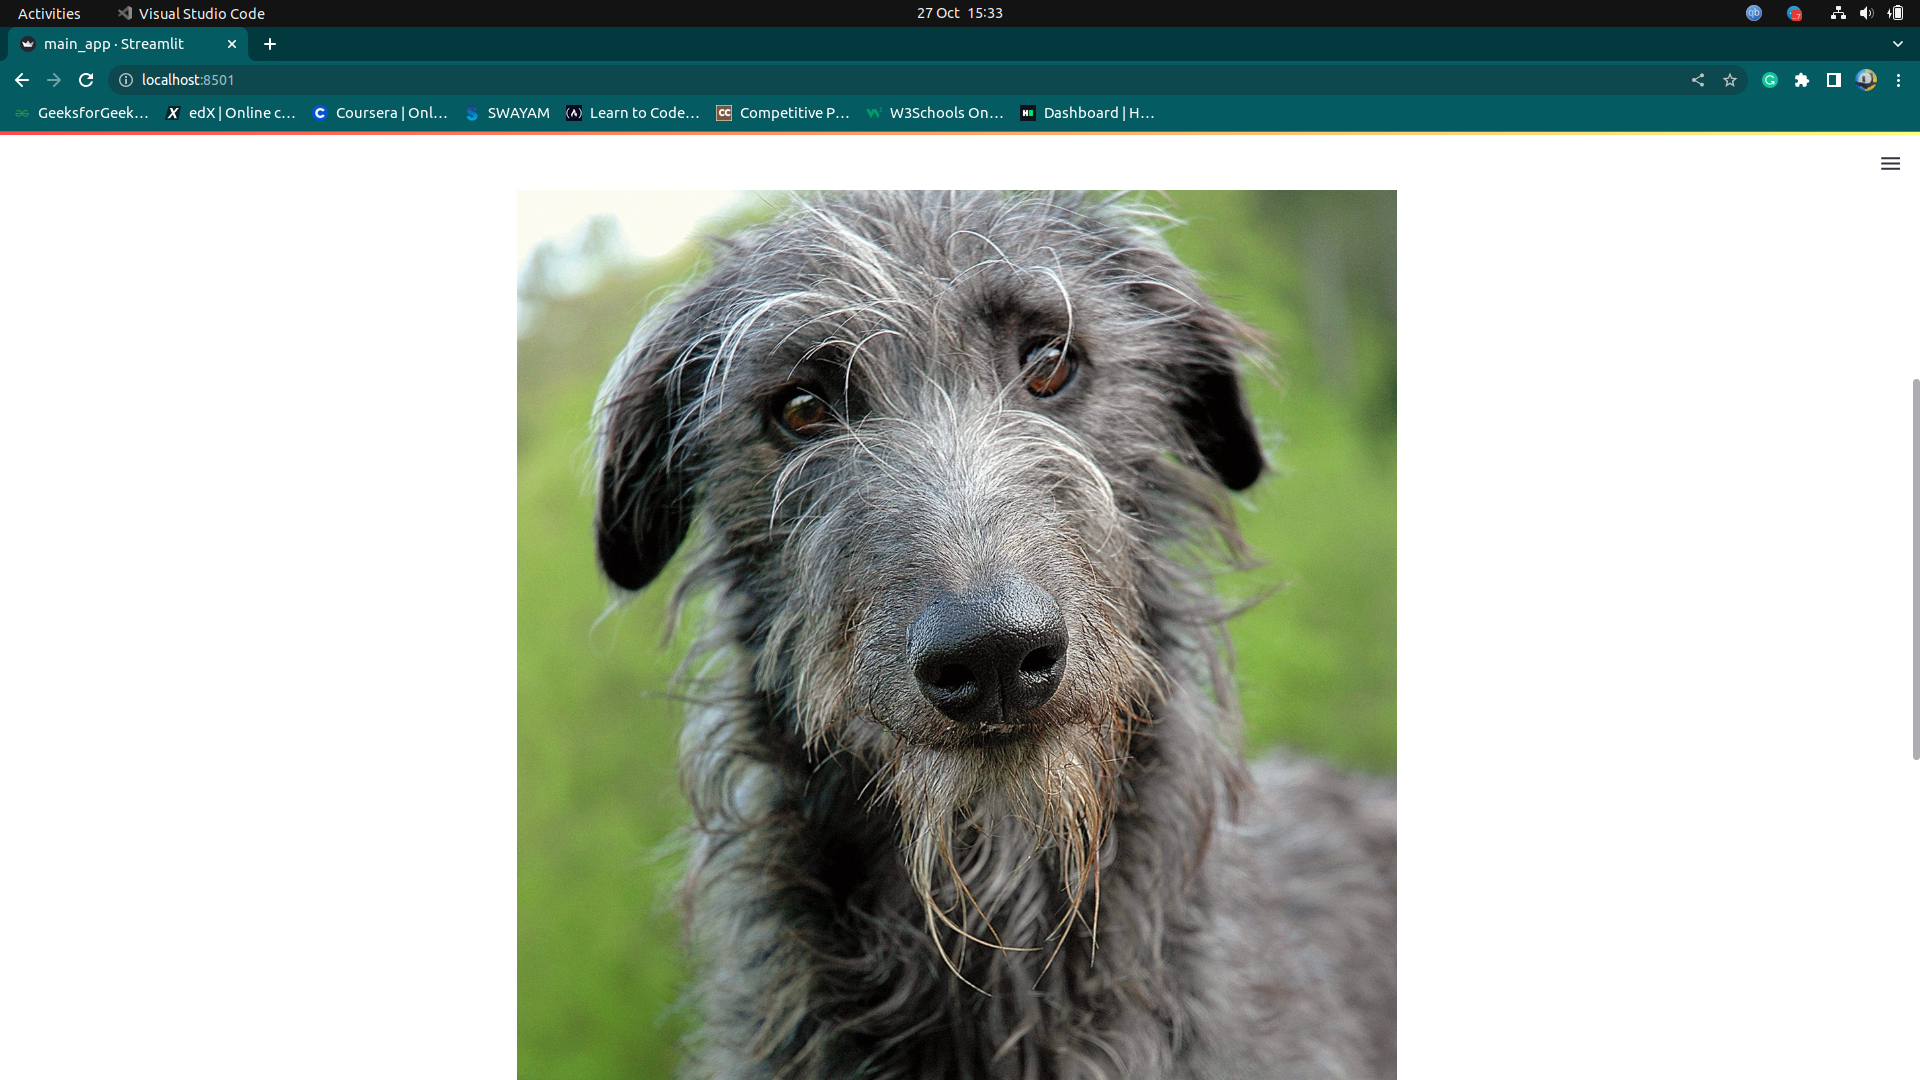 Activities Visual Studio Code 27 Oct 15:33
main_app · Streamlit
localhost:8501
GeeksforGeek... edX | Online c... Coursera | Onl... SWAYAM Learn to Code... Competitive P... W3Schools On... Dashboard | H...